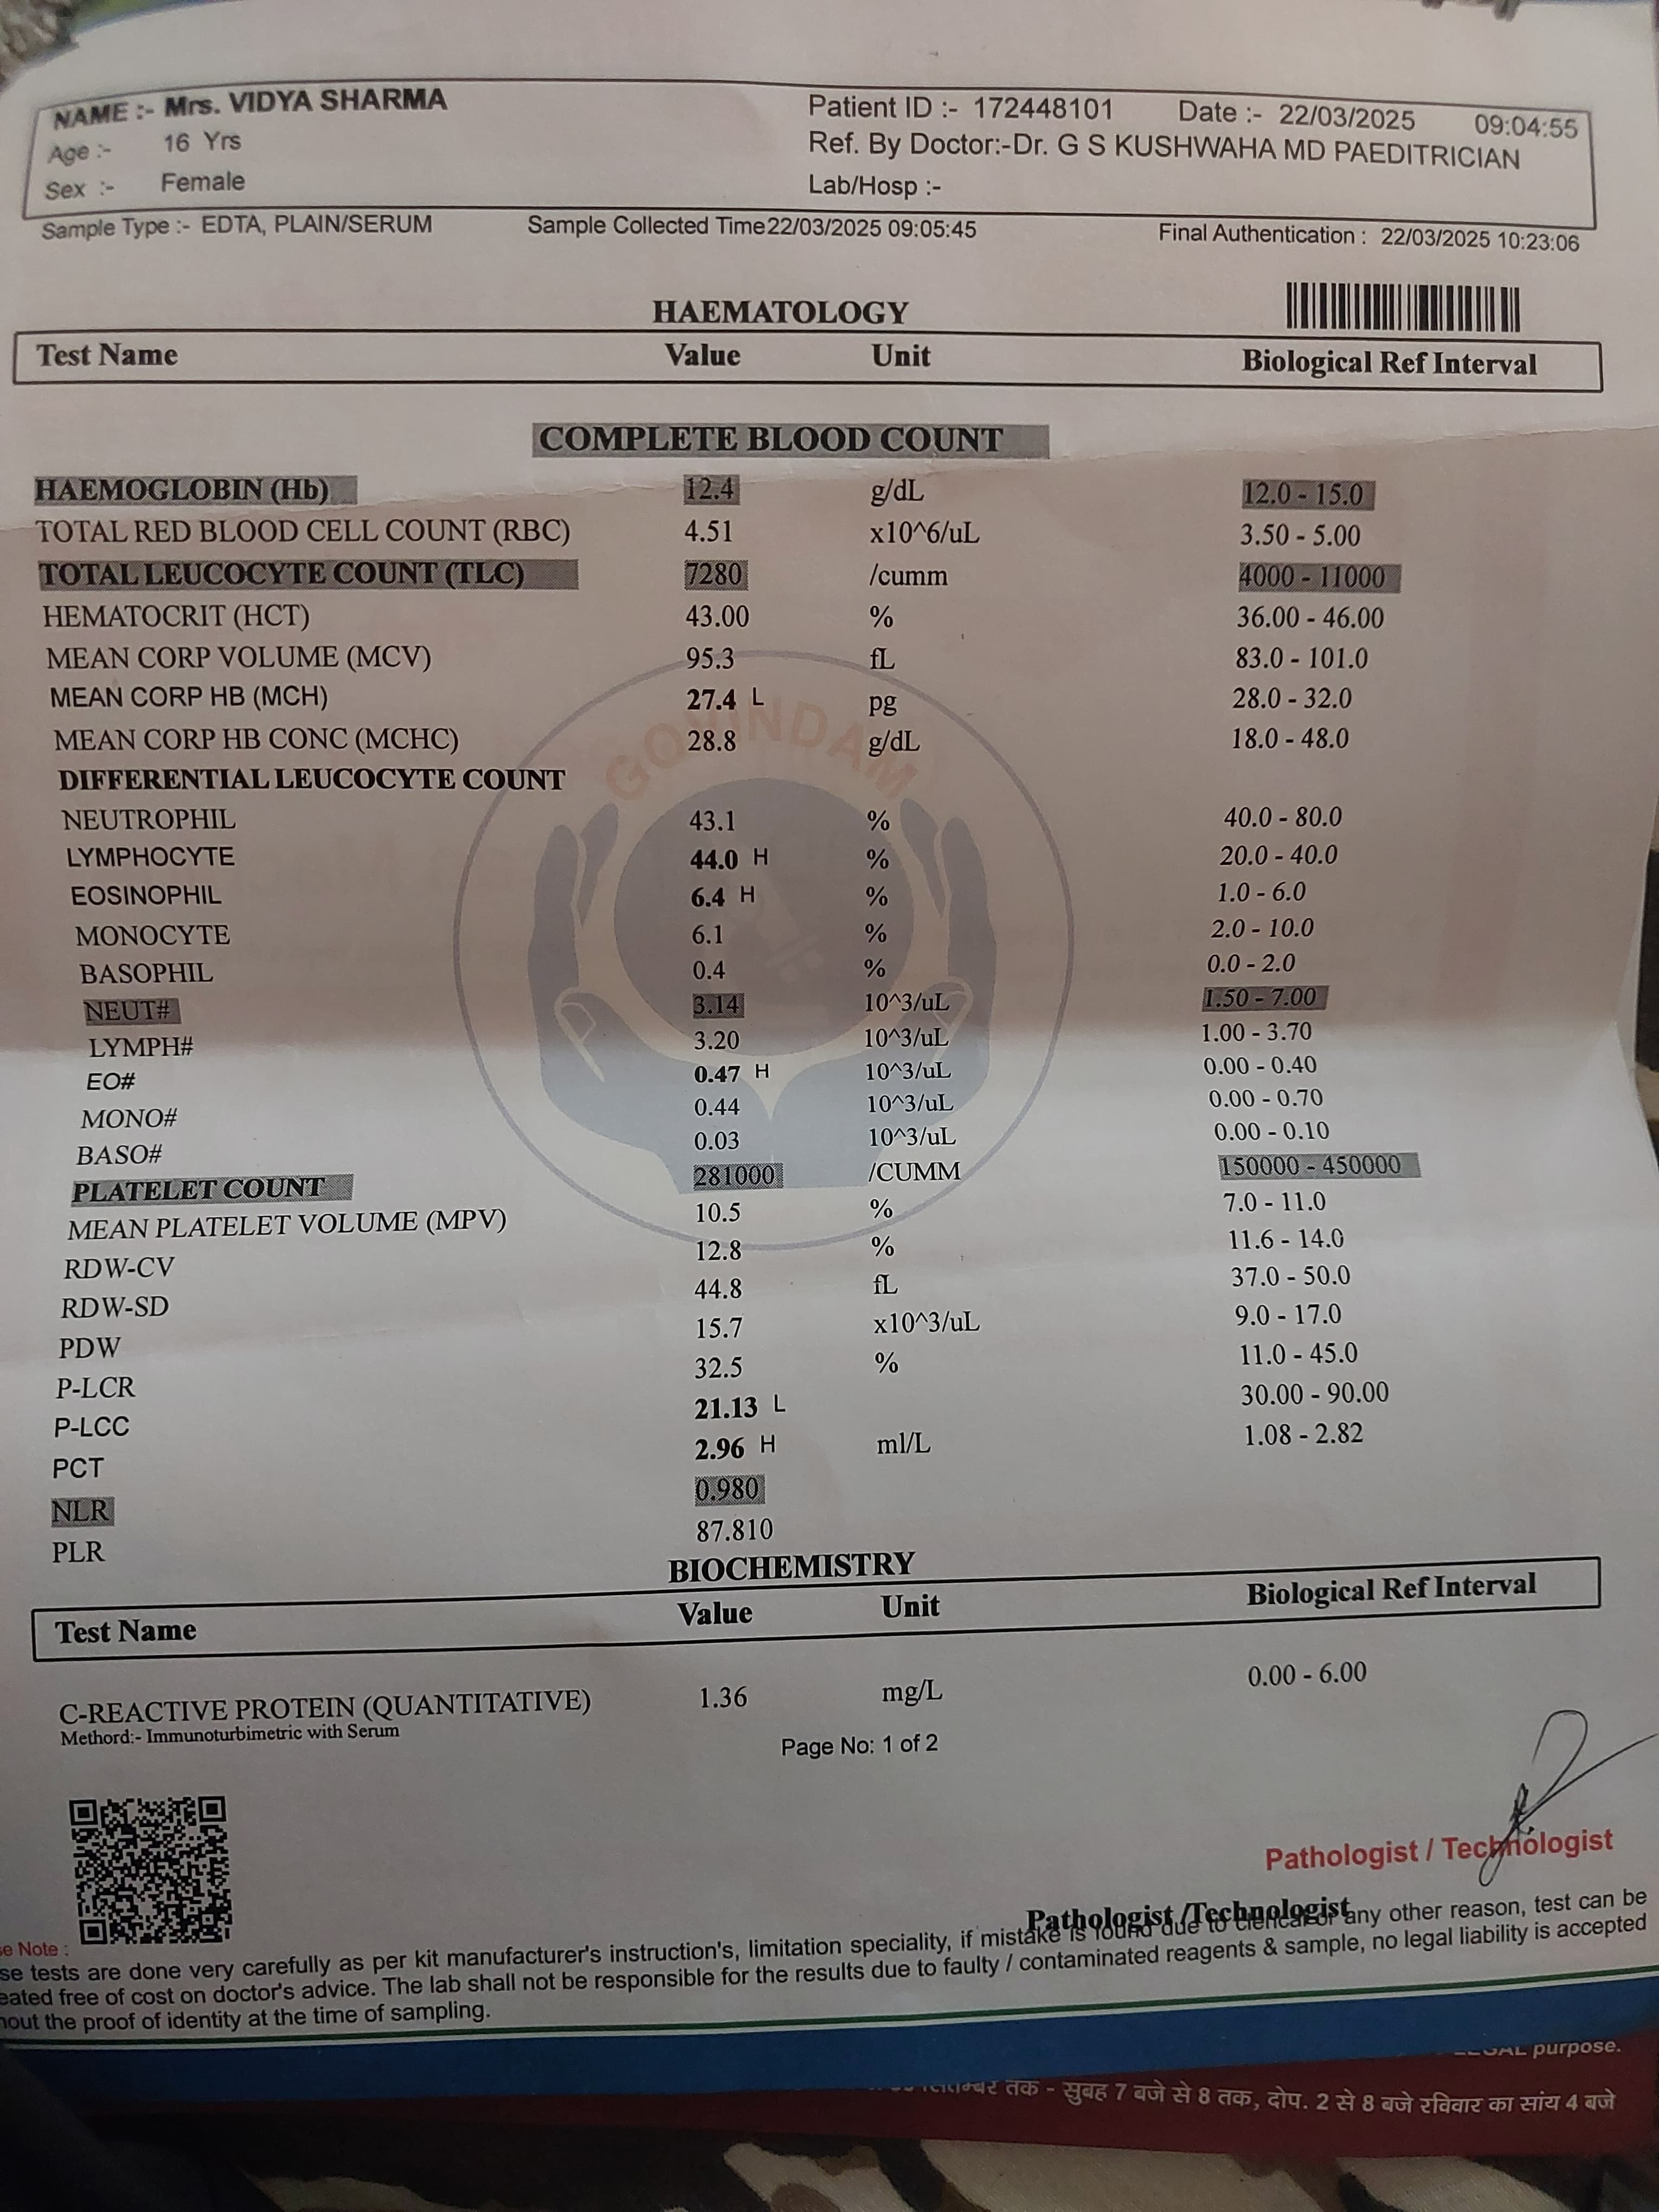 NAME :- Mrs. VIDYA SHARMA Patient ID :- 172448101 Date :- 22/03/2025 09:04:55
Age :- 16 Yrs Ref. By Doctor:-Dr. G S KUSHWAHA MD PAEDITRICIAN
Sex :- Female Lab/Hosp :-
Sample Type :- EDTA, PLAIN/SERUM Sample Collected Time22/03/2025 09:05:45 Final Authentication : 22/03/2025 10:23:06
HAEMATOLOGY
Test Name Value Unit Biological Ref Interval
COMPLETE BLOOD COUNT
HAEMOGLOBIN (Hb) 12.4 g/dL 12.0 - 15.0
TOTAL RED BLOOD CELL COUNT (RBC) 4.51 x10^6/uL 3.50 - 5.00
TOTAL LEUCOCYTE COUNT (TLC) 7280 /cumm 4000 - 11000
HEMATOCRIT (HCT) 43.00 % 36.00 - 46.00
MEAN CORP VOLUME (MCV) 95.3 fL 83.0 - 101.0
MEAN CORP HB (MCH) 27.4 L pg 28.0 - 32.0
MEAN CORP HB CONC (MCHC) 28.8 g/dL 18.0 - 48.0
GOVINDAM
DIFFERENTIAL LEUCOCYTE COUNT
NEUTROPHIL 43.1 % 40.0 - 80.0
LYMPHOCYTE 44.0 H % 20.0 - 40.0
EOSINOPHIL 6.4 H % 1.0 - 6.0
MONOCYTE 6.1 % 2.0 - 10.0
BASOPHIL 0.4 % 0.0 - 2.0
NEUT# 3.14 10^3/uL 1.50 - 7.00
LYMPH# 3.20 10^3/uL 1.00 - 3.70
EO# 0.47 H 10^3/uL 0.00 - 0.40
MONO# 0.44 10^3/uL 0.00 - 0.70
BASO# 0.03 10^3/uL 0.00 - 0.10
PLATELET COUNT 281000 /CUMM 150000 - 450000
MEAN PLATELET VOLUME (MPV) 10.5 % 7.0 - 11.0
RDW-CV 12.8 % 11.6 - 14.0
RDW-SD 44.8 fL 37.0 - 50.0
PDW 15.7 x10^3/uL 9.0 - 17.0
P-LCR 32.5 % 11.0 - 45.0
P-LCC 21.13 L 30.00 - 90.00
PCT 2.96 H ml/L 1.08 - 2.82
NLR 0.980
PLR 87.810
BIOCHEMISTRY
Test Name Value Unit Biological Ref Interval
C-REACTIVE PROTEIN (QUANTITATIVE) 1.36 mg/L 0.00 - 6.00
Methord:- Immunoturbimetric with Serum
Page No: 1 of 2
Pathologist / Technologist
Pathologist /Technologist
e Note :
se tests are done very carefully as per kit manufacturer's instruction's, limitation speciality, if mistake is found due to clerical or any other reason, test can be
eated free of cost on doctor's advice. The lab shall not be responsible for the results due to faulty / contaminated reagents & sample, no legal liability is accepted
hout the proof of identity at the time of sampling.
LEGAL purpose.
तक - सुबह 7 बजे से 8 तक, दोप. 2 से 8 बजे रविवार का सांय 4 बजे